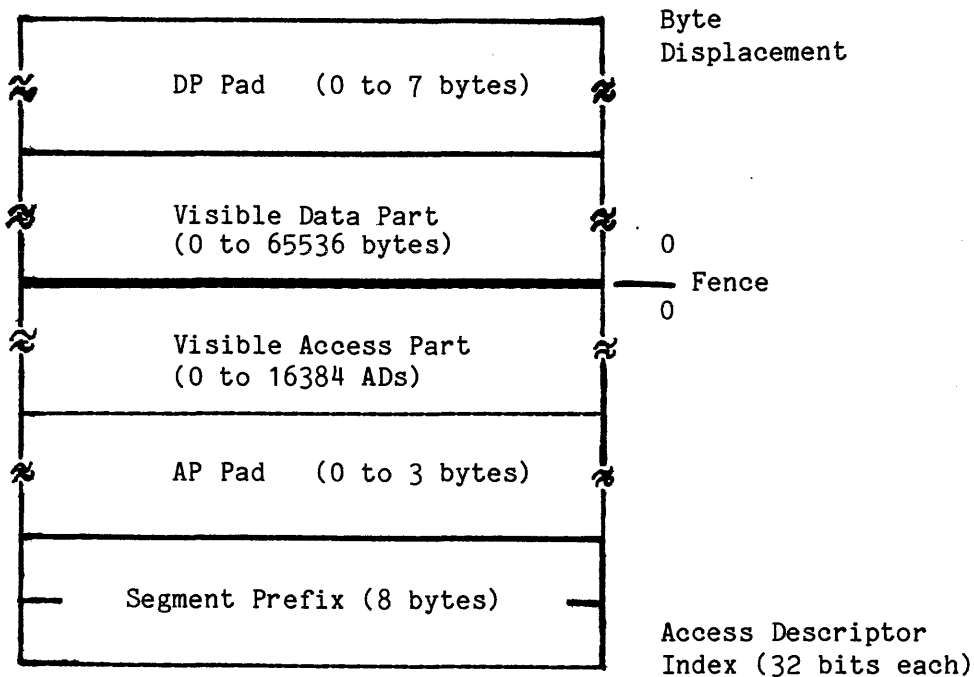 Byte
Displacement
DP Pad (0 to 7 bytes)
Visible Data Part
(0 to 65536 bytes)
0
Fence
0
Visible Access Part
(0 to 16384 ADs)
AP Pad (0 to 3 bytes)
Segment Prefix (8 bytes)
Access Descriptor
Index (32 bits each)